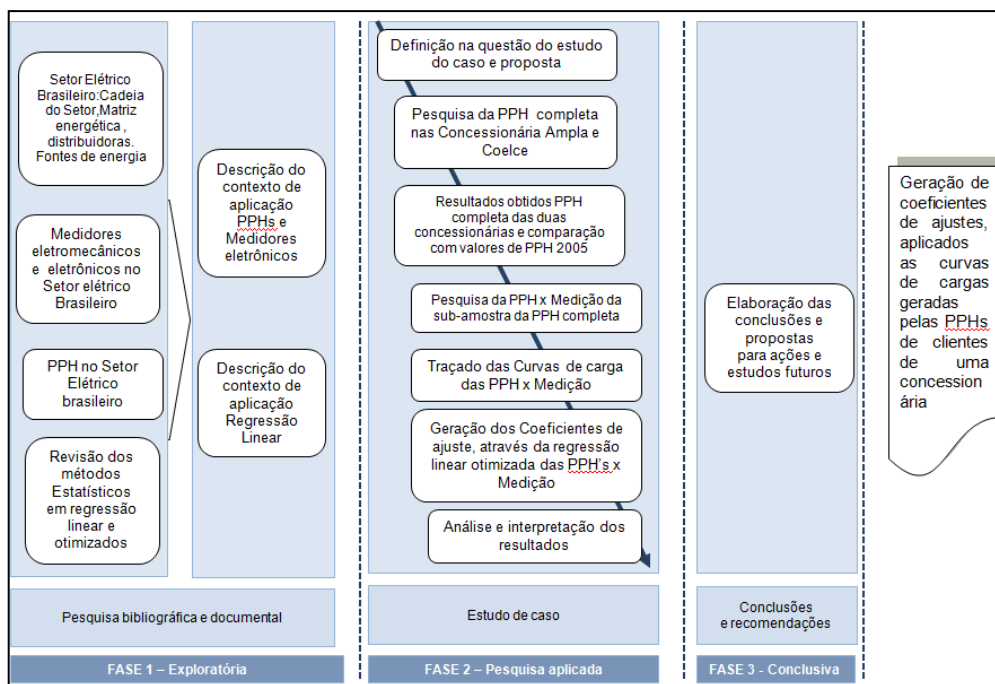 Setor Elétrico
Brasileiro:Cadeia
do Setor,Matriz
energética ,
distribuidoras.
Fontes de energia
Medidores
eletromecânicos
e eletrônicos no
Setor elétrico
Brasileiro
PPH no Setor
Elétrico
brasileiro
Revisão dos
métodos
Estatísticos
em regressão
linear e
otimizados
Descrição do
contexto de
aplicação
PPHs e
Medidores
eletrônicos
Descrição do
contexto de
aplicação
Regressão
Linear
Pesquisa bibliográfica e documental
FASE 1 – Exploratória
Definição na questão do estudo
do caso e proposta
Pesquisa da PPH completa
nas Concessionária Ampla e
Coelce
Resultados obtidos PPH
completa das duas
concessionárias e comparação
com valores de PPH 2005
Pesquisa da PPH x Medição da
sub-amostra da PPH completa
Traçado das Curvas de carga
das PPH x Medição
Geração dos Coeficientes de
ajuste, através da regressão
linear otimizada das PPH's x
Medição
Análise e interpretação dos
resultados
Estudo de caso
FASE 2 – Pesquisa aplicada
Elaboração das
conclusões e
propostas
para ações e
estudos futuros
Conclusões
e recomendações
FASE 3 - Conclusiva
Geração de
coeficientes
de ajustes,
aplicados
as curvas
de cargas
geradas
pelas PPHs
de clientes
de uma
concession
ária